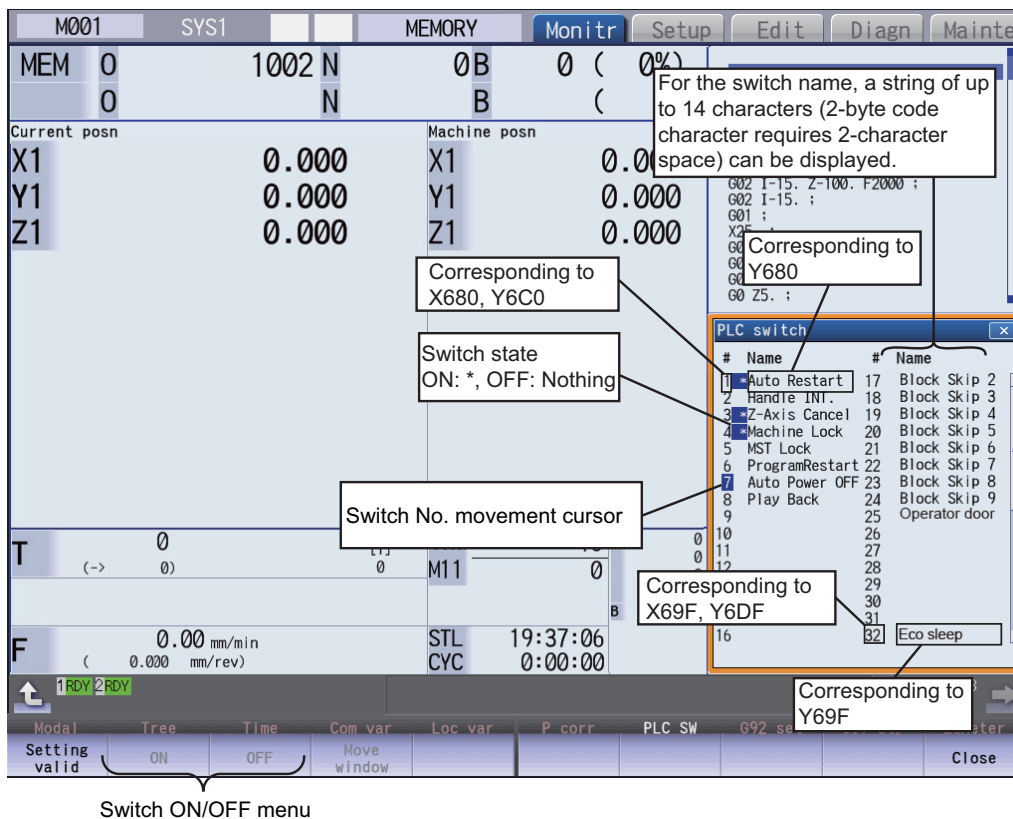 M001 SYS1 MEMORY Monitr Setup Edit Diagn Mainte
MEM O 1002 N 0 B 0 ( 0%)
O N B (
For the switch name, a string of up
to 14 characters (2-byte code
character requires 2-character
space) can be displayed.
Current posn Machine posn
X1 0.000 X1 0.000
Y1 0.000 Y1 0.000
Z1 0.000 Z1 0.000
G02 I-15. Z-100. F2000 ;
G02 I-15. ;
G01 ;
G0 Z5. ;
Corresponding to
Y680
Corresponding to
X680, Y6C0
Switch state
ON: *, OFF: Nothing
Switch No. movement cursor
PLC switch ×
# Name # Name
1 *Auto Restart 17 Block Skip 2
2 Handle INT. 18 Block Skip 3
3 *Z-Axis Cancel 19 Block Skip 4
4 *Machine Lock 20 Block Skip 5
5 MST Lock 21 Block Skip 6
6 ProgramRestart 22 Block Skip 7
7 Auto Power OFF 23 Block Skip 8
8 Play Back 24 Block Skip 9
9 25 Operator door
10 26
11 27
12 28
29
30
31
16 32 Eco sleep
Corresponding to
X69F, Y6DF
Corresponding to
Y69F
T 0
(-> 0) 0
M11 0
0
0
B
F 0.00 mm/min
( 0.000 mm/rev)
STL 19:37:06
CYC 0:00:00
1 RDY 2 RDY
Modal Tree Time Com var Loc var P corr PLC SW G92 set
Setting valid ON OFF Move window Close
Switch ON/OFF menu